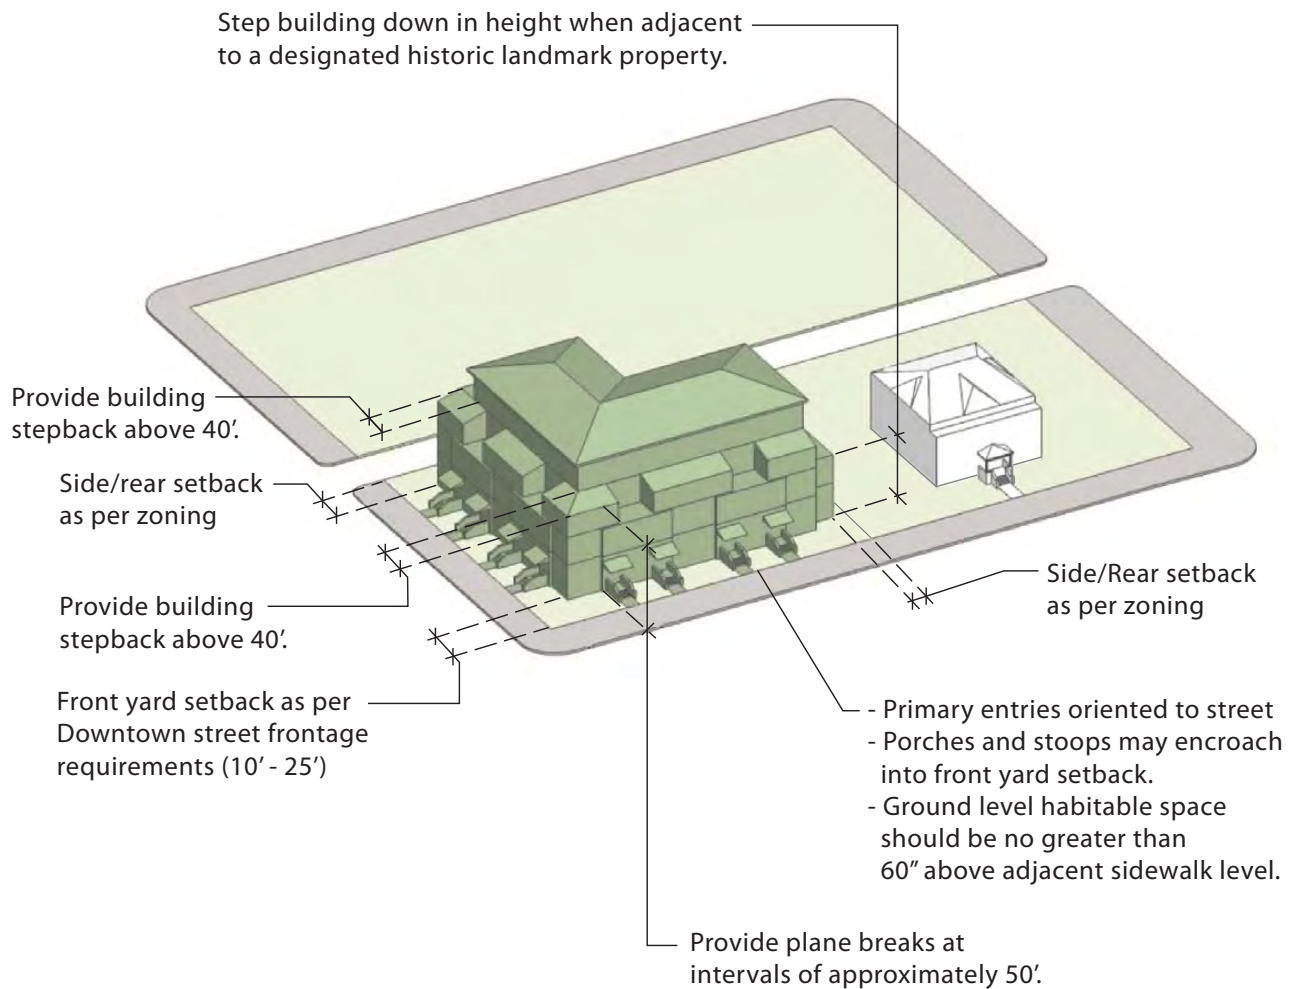 Step building down in height when adjacent
to a designated historic landmark property.
Provide building
stepback above 40’.
Side/rear setback
as per zoning
Provide building
stepback above 40’.
Front yard setback as per
Downtown street frontage
requirements (10’ - 25’)
Side/Rear setback
as per zoning
- Primary entries oriented to street
- Porches and stoops may encroach
into front yard setback.
- Ground level habitable space
should be no greater than
60” above adjacent sidewalk level.
Provide plane breaks at
intervals of approximately 50’.